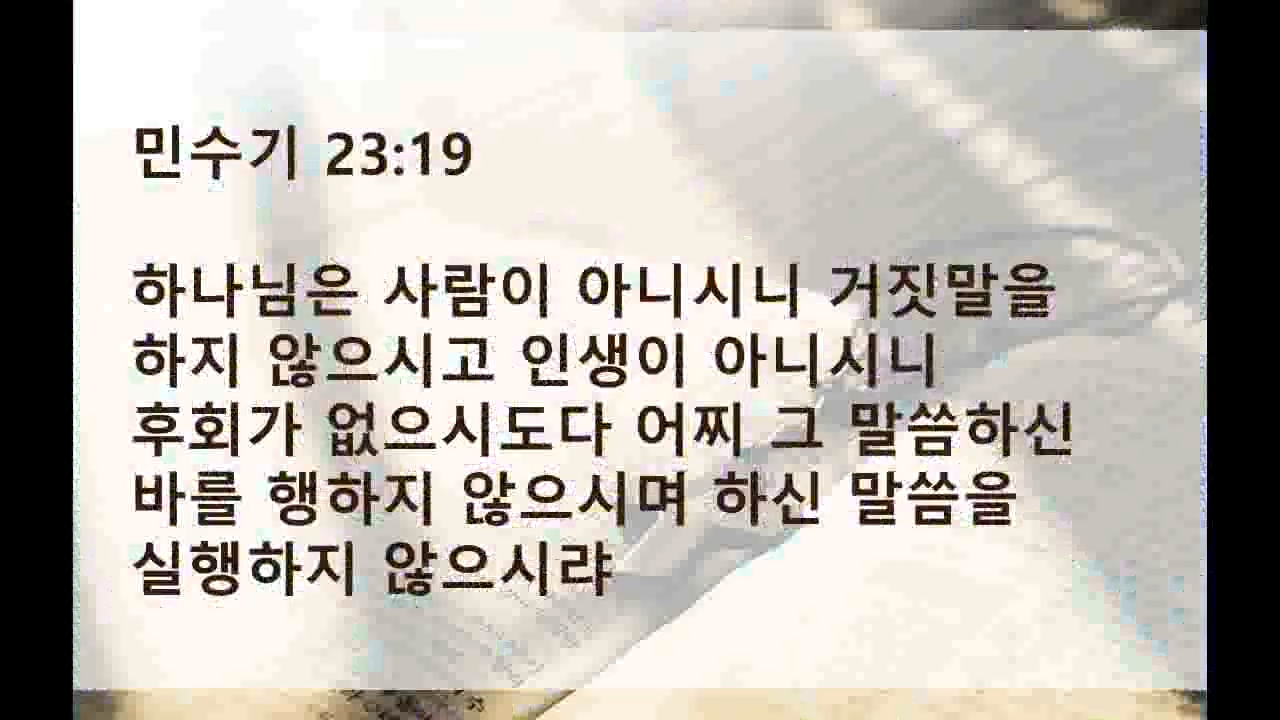 민수기 23:19
하나님은 사람이 아니시니 거짓말을
하지 않으시고 인생이 아니시니
후회가 없으시도다 어찌 그 말씀하신
바를 행하지 않으시며 하신 말씀을
실행하지 않으시랴